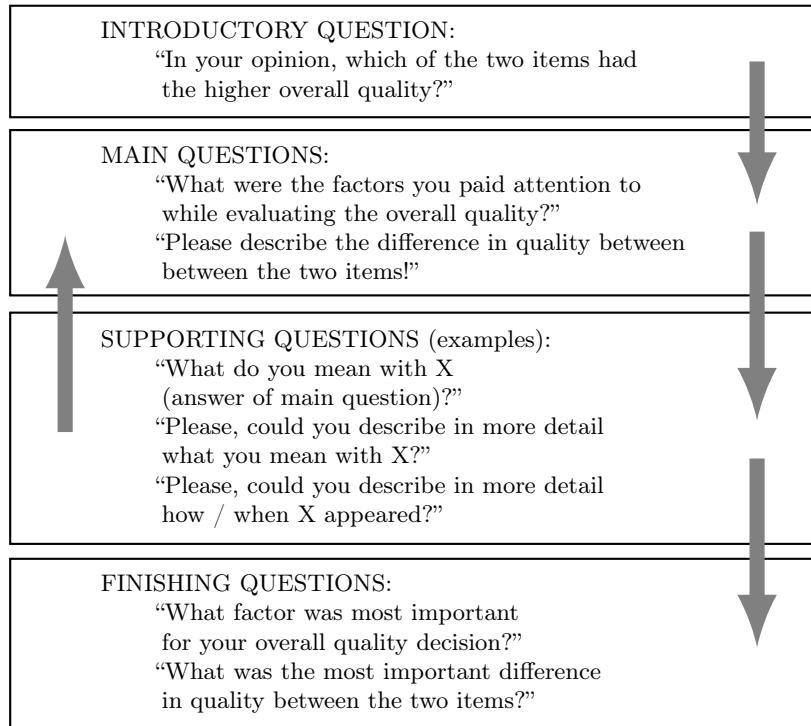 INTRODUCTORY QUESTION:
“In your opinion, which of the two items had
the higher overall quality?”
MAIN QUESTIONS:
“What were the factors you paid attention to
while evaluating the overall quality?”
“Please describe the difference in quality between
between the two items!”
SUPPORTING QUESTIONS (examples):
“What do you mean with X
(answer of main question)?”
“Please, could you describe in more detail
what you mean with X?”
“Please, could you describe in more detail
how / when X appeared?”
FINISHING QUESTIONS:
“What factor was most important
for your overall quality decision?”
“What was the most important difference
in quality between the two items?”